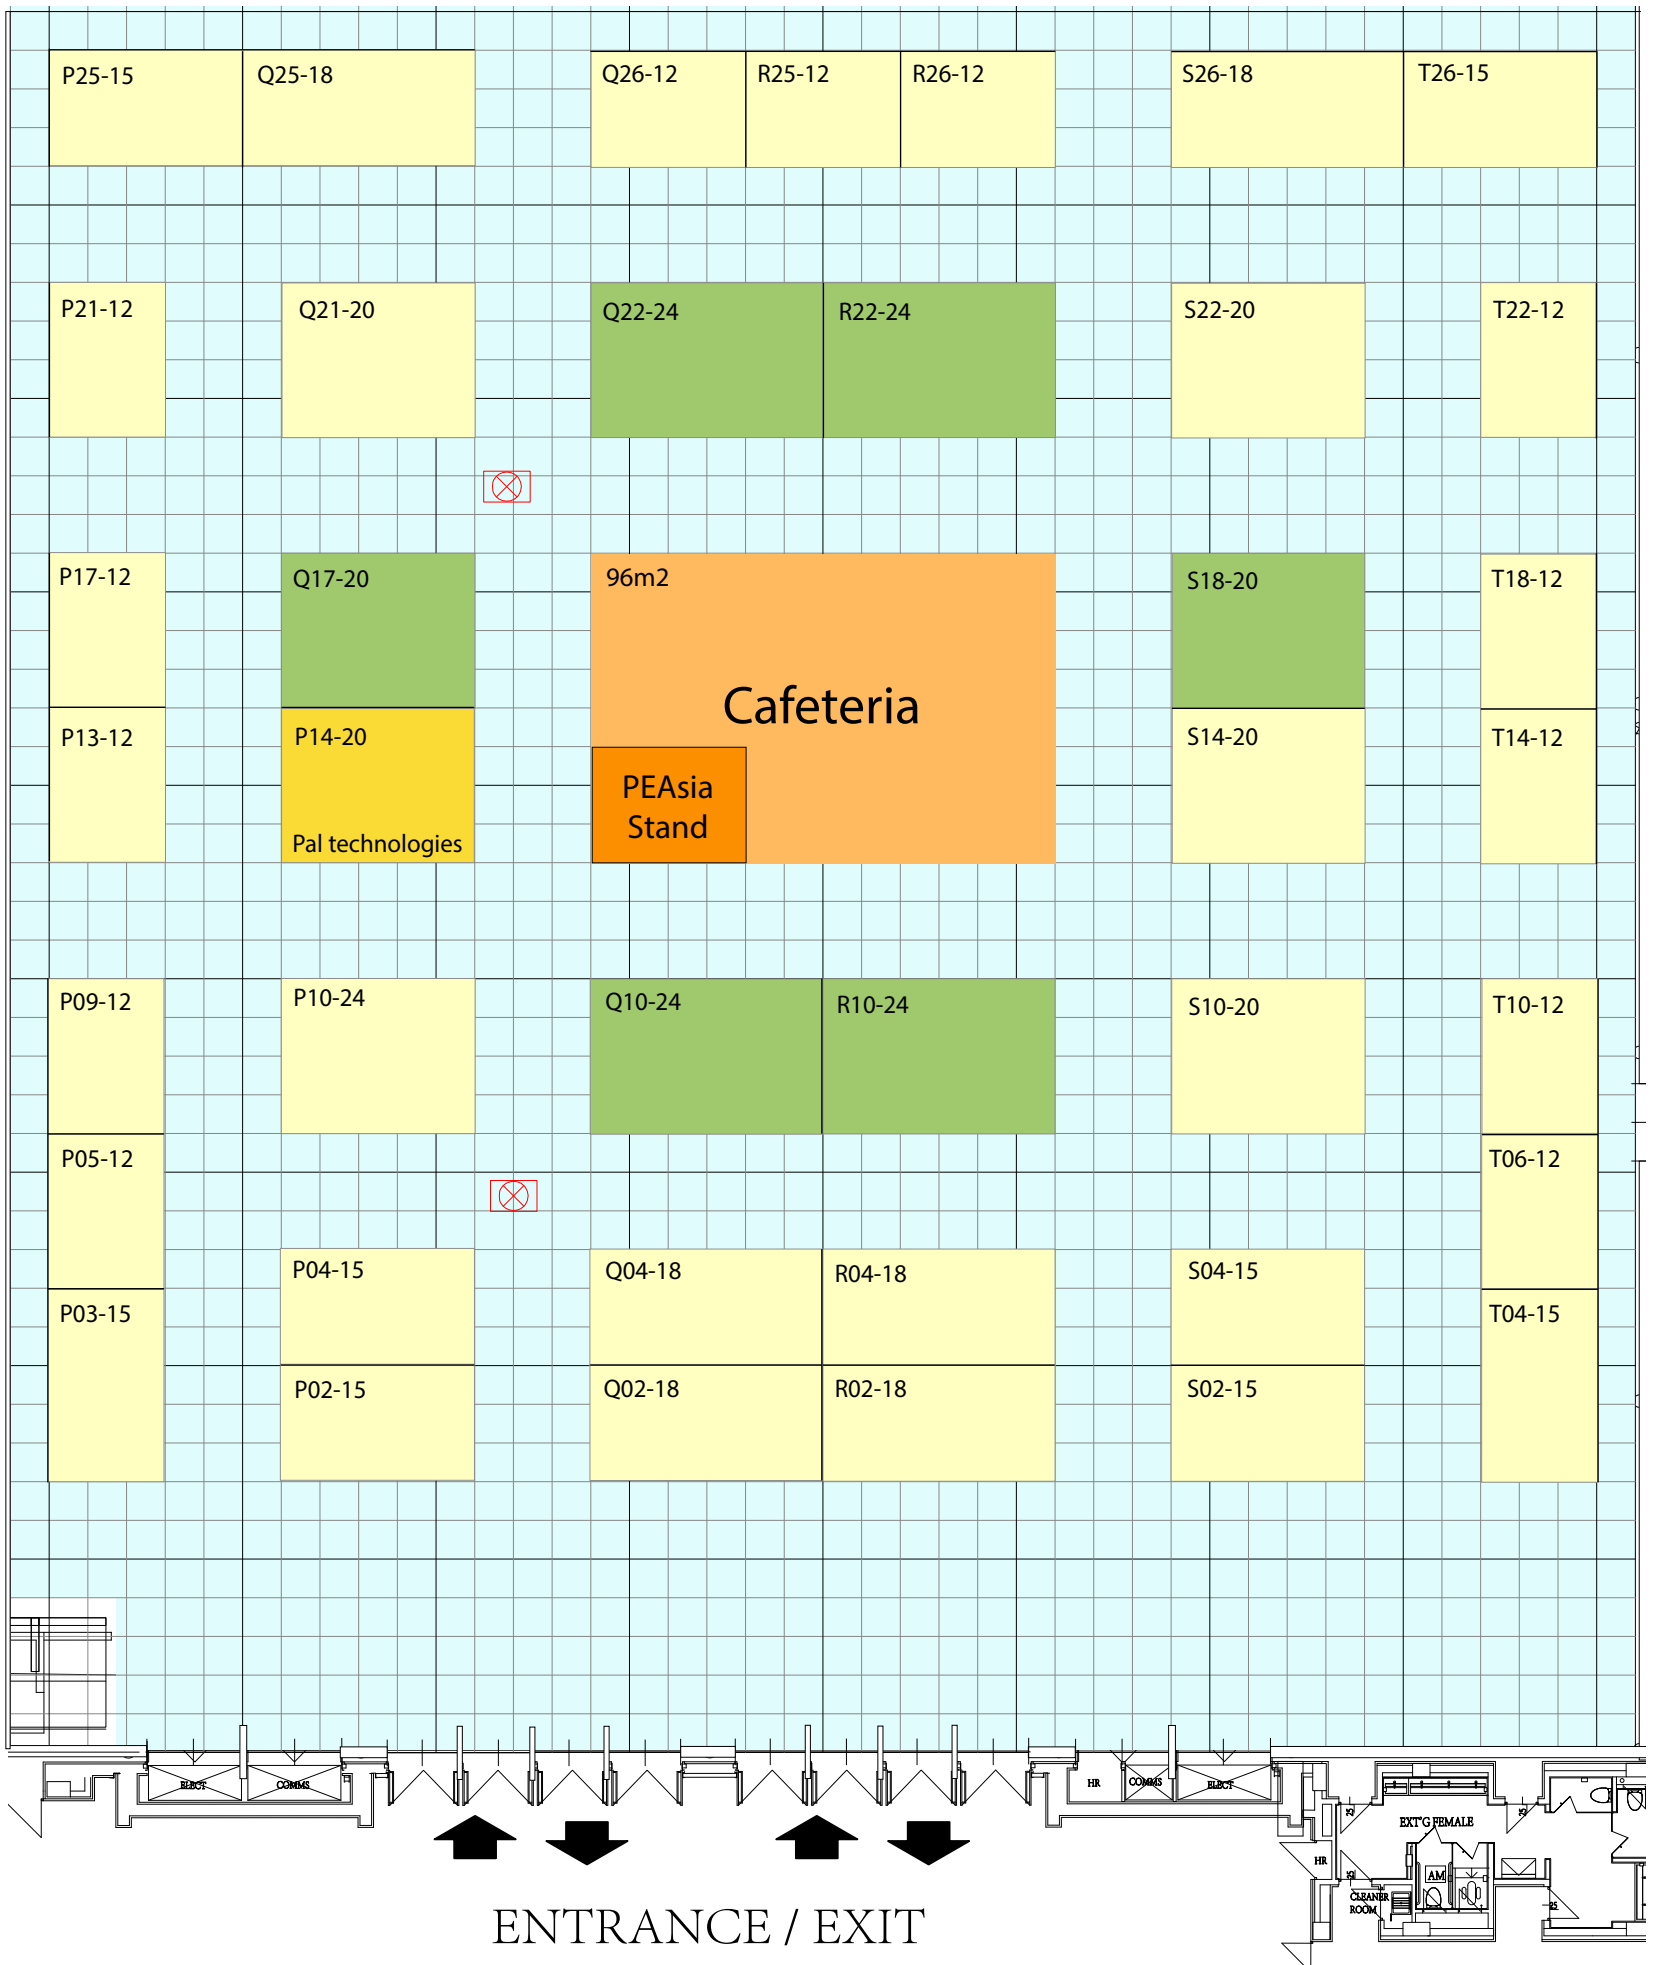 P25-15
Q25-18
Q26-12
R25-12
R26-12
S26-18
T26-15
P21-12
Q21-20
Q22-24
R22-24
S22-20
T22-12
P17-12
Q17-20
96m2
S18-20
T18-12
Cafeteria
P13-12
P14-20
S14-20
T14-12
PEAsia
Stand
Pal technologies
P09-12
P10-24
Q10-24
R10-24
S10-20
T10-12
P05-12
T06-12
P04-15
Q04-18
R04-18
S04-15
P03-15
T04-15
P02-15
Q02-18
R02-18
S02-15
ELECT
COMMS
HR
COMMS
ELECT
25
25
EXT'G FEMALE
HR
25
AM
CLEANER
ROOM
25
ENTRANCE / EXIT